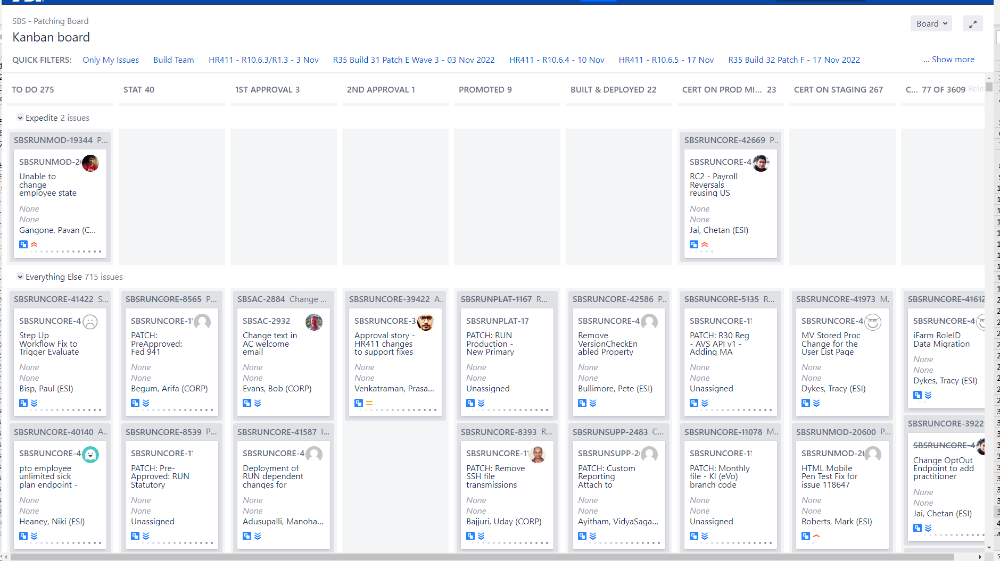 SBS - Patching Board
Kanban board
Board
QUICK FILTERS: Only My Issues Build Team HR411 - R10.6.3/R1.3 - 3 Nov R35 Build 31 Patch E Wave 3 - 03 Nov 2022 HR411 - R10.6.4 - 10 Nov HR411 - R10.6.5 - 17 Nov R35 Build 32 Patch F - 17 Nov 2022 ... Show more
TO DO 275 STAT 40 1ST APPROVAL 3 2ND APPROVAL 1 PROMOTED 9 BUILT & DEPLOYED 22 CERT ON PROD MI... 23 CERT ON STAGING 267 C... 77 OF 3609 Rele
Expedite 2 issues
SBSRUNMOD-19344 P...
SBSRUNMOD-2
Unable to
change
employee state
None
None
Gangone, Pavan (C...
SBSRUNCORE-42669 P..
SBSRUNCORE-4
RC2 - Payroll
Reversals
reusing US
None
None
Jai, Chetan (ESI)
Everything Else 715 issues
SBSRUNCORE-41422 S...
SBSRUNCORE-4
Step Up
Workflow Fix to
Trigger Evaluate
None
None
Bisp, Paul (ESI)
SBSRUNCORE-8565 P...
SBSRUNCORE-11
PATCH:
PreApproved:
Fed 941
None
None
Begum, Arifa (CORP)
SBSAC-2884 Change ...
SBSAC-2932
Change text in
AC welcome
email
None
None
Evans, Bob (CORP)
SBSRUNCORE-39422 A..
SBSRUNCORE-3
Approval story -
HR411 changes
to support fixes
None
None
Venkatraman, Prasa...
SBSRUNPLAT-1167 R...
SBSRUNPLAT-17
PATCH: RUN
Production -
New Primary
None
None
Unassigned
SBSRUNCORE-42586 P..
SBSRUNCORE-4
Remove
VersionCheckEn
abled Property
None
None
Bullimore, Pete (ESI)
SBSRUNCORE-5135 R...
SBSRUNCORE-11
PATCH: R30 Reg
- AVS API v1 -
Adding MA
None
None
Unassigned
SBSRUNCORE-41973 M.
SBSRUNCORE-4
MV Stored Proc
Change for the
User List Page
None
None
Dykes, Tracy (ESI)
SBSRUNCORE-41612
SBSRUNCORE-4
iFarm RoleID
Data Migration
None
None
Dykes, Tracy (ESI)
SBSRUNCORE-40140 A..
SBSRUNCORE-4
pto employee
unlimited sick
plan endpoint -
None
None
Heaney, Niki (ESI)
SBSRUNCORE-8539 P...
SBSRUNCORE-11
PATCH: Pre-
Approved: RUN
Statutory
None
None
Unassigned
SBSRUNCORE-41587 I...
SBSRUNCORE-4
Deployment of
RUN dependent
changes for
None
None
Adusupalli, Manoha...
SBSRUNCORE-8393 R...
SBSRUNCORE-11
PATCH: Remove
SSH file
transmissions
None
None
Bajjuri, Uday (CORP)
SBSRUNSUPP-2483 C...
SBSRUNSUPP-2
PATCH: Custom
Reporting
Attach to
None
None
Ayitham, VidyaSaga...
SBSRUNCORE-11078 M..
SBSRUNCORE-11
PATCH: Monthly
file - KI (eVo)
branch code
None
None
Unassigned
SBSRUNMOD-20600 P...
SBSRUNMOD-2
HTML Mobile
Pen Test Fix for
issue 118647
None
None
Roberts, Mark (ESI)
SBSRUNCORE-3922
SBSRUNCORE-4
Change OptOut
Endpoint to add
practitioner
None
None
Jai, Chetan (ESI)